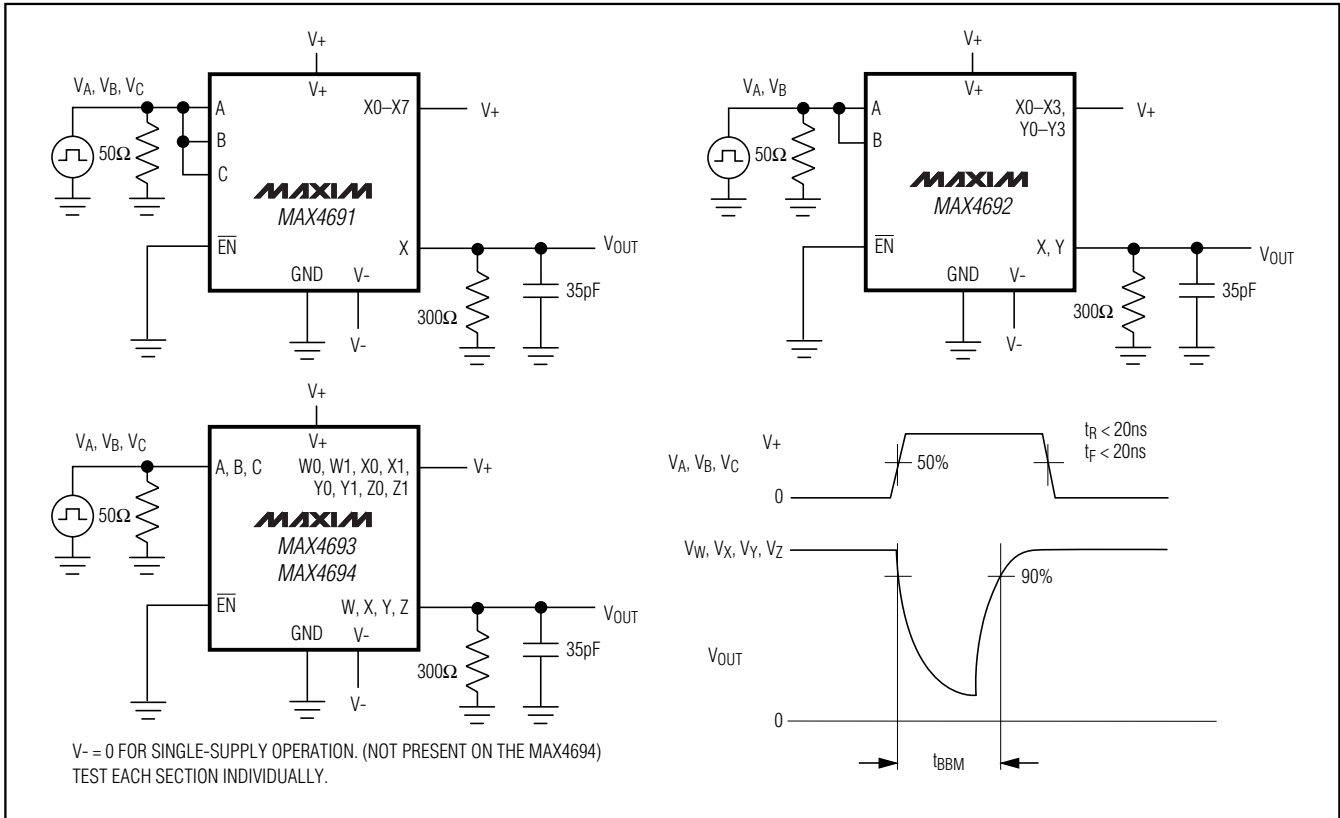 V+
V+
VA, VB, VC
A
X0–X7
V+
50Ω
B
C
MAXIM
MAX4691
EN
X
VOUT
GND
V-
300Ω
35pF
V-
V+
V+
VA, VB
A
X0–X3,
Y0–Y3
V+
50Ω
B
MAXIM
MAX4692
EN
X, Y
VOUT
GND
V-
300Ω
35pF
V-
V+
V+
VA, VB, VC
A, B, C
W0, W1, X0, X1,
Y0, Y1, Z0, Z1
V+
50Ω
MAXIM
MAX4693
MAX4694
EN
W, X, Y, Z
VOUT
GND
V-
300Ω
35pF
V-
V- = 0 FOR SINGLE-SUPPLY OPERATION. (NOT PRESENT ON THE MAX4694)
TEST EACH SECTION INDIVIDUALLY.
V+
tR < 20ns
tF < 20ns
VA, VB, VC
50%
0
VW, VX, VY, VZ
90%
VOUT
0
tBBM